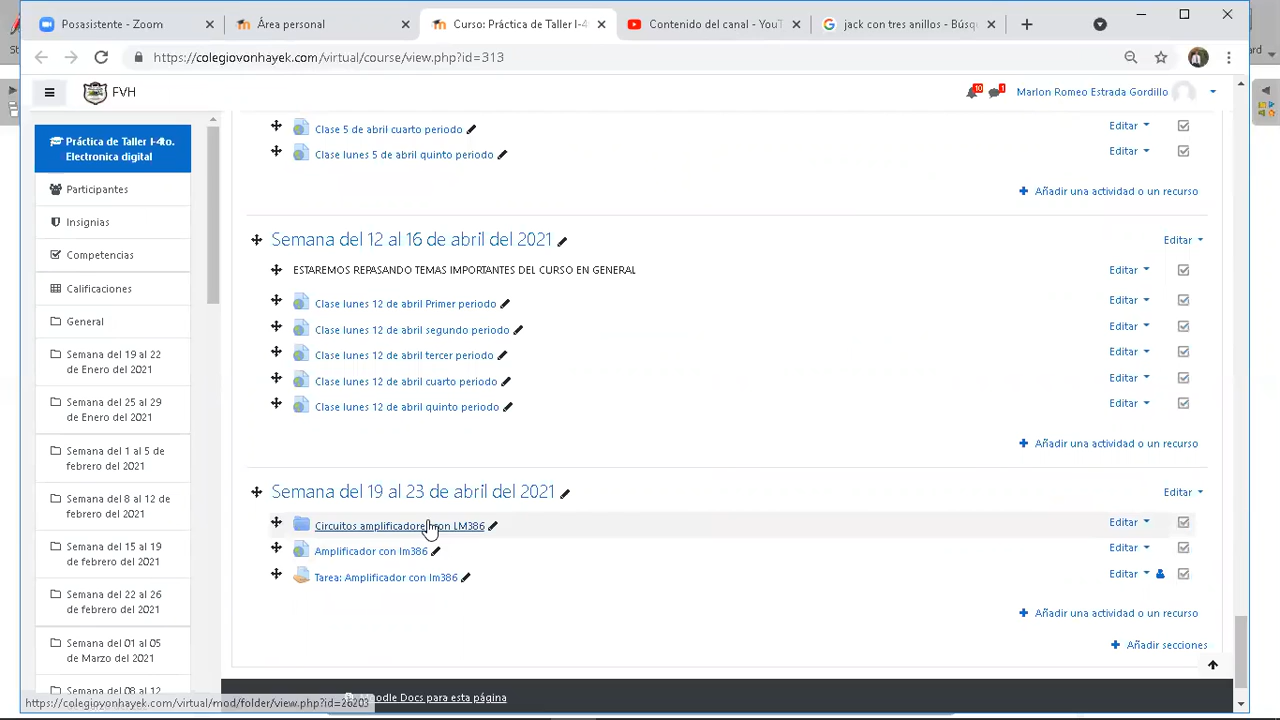 Posasistente - Zoom
Área personal
Curso: Práctica de Taller I-4
Contenido del canal - YouT
jack con tres anillos - Búsq
https://colegiovonhayek.com/virtual/course/view.php?id=313
FVH
10
1
Marlon Romeo Estrada Gordillo
Práctica de Taller I-4to.
Electronica digital
Participantes
Insignias
Competencias
Calificaciones
General
Semana del 19 al 22
de Enero del 2021
Semana del 25 al 29
de Enero del 2021
Semana del 1 al 5 de
febrero del 2021
Semana del 8 al 12 de
febrero del 2021
Semana del 15 al 19
de febrero del 2021
Semana del 22 al 26
de febrero del 2021
Semana del 01 al 05
de Marzo del 2021
Semana del 08 al 12
Clase 5 de abril cuarto periodo
Editar
Clase lunes 5 de abril quinto periodo
Editar
Añadir una actividad o un recurso
Semana del 12 al 16 de abril del 2021
Editar
ESTAREMOS REPASANDO TEMAS IMPORTANTES DEL CURSO EN GENERAL
Editar
Clase lunes 12 de abril Primer periodo
Editar
Clase lunes 12 de abril segundo periodo
Editar
Clase lunes 12 de abril tercer periodo
Editar
Clase lunes 12 de abril cuarto periodo
Editar
Clase lunes 12 de abril quinto periodo
Editar
Añadir una actividad o un recurso
Semana del 19 al 23 de abril del 2021
Editar
Circuitos amplificadores con LM386
Editar
Amplificador con lm386
Editar
Tarea: Amplificador con lm386
Editar
Añadir una actividad o un recurso
Añadir secciones
Moodle Docs para esta página
https://colegiovonhayek.com/virtual/mod/folder/view.php?id=26203